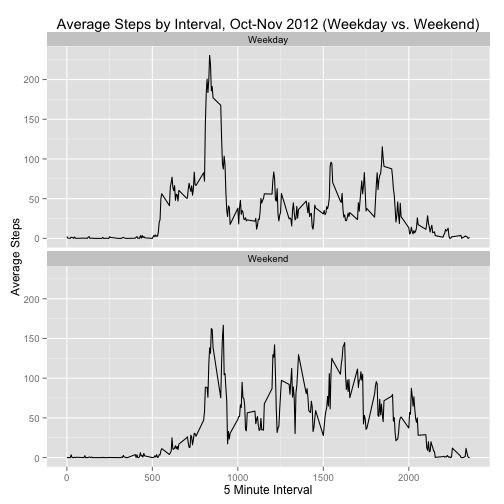 Average Steps by Interval, Oct-Nov 2012 (Weekday vs. Weekend)
Weekday
200
150
100
50
0
Average Steps
Weekend
200
150
100
50
0
0 500 1000 1500 2000
5 Minute Interval